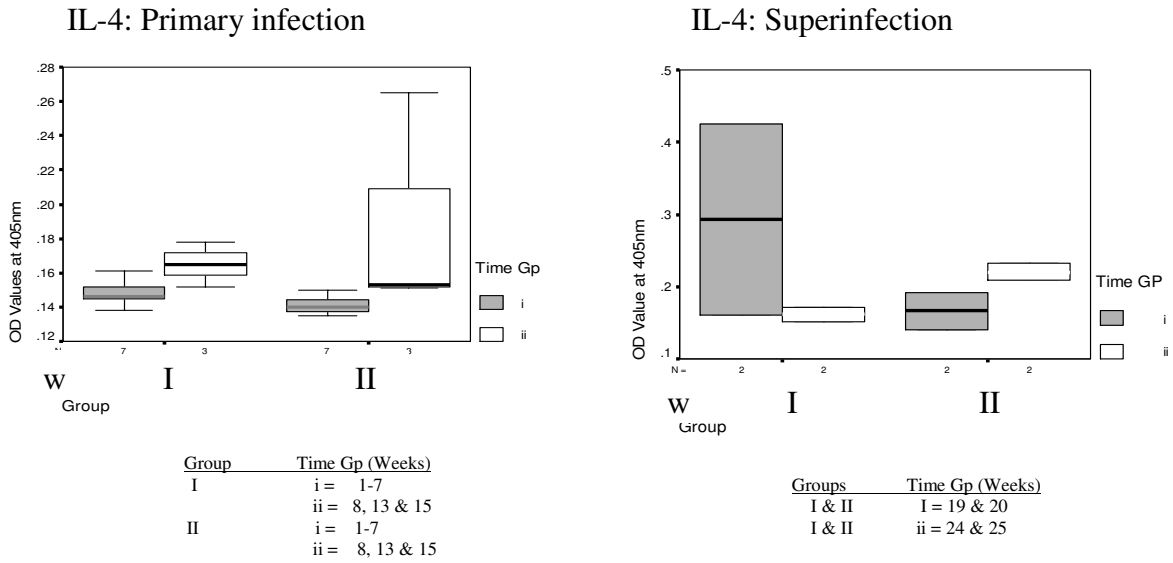 IL-4: Primary infection
.28
.26
.24
.22
.20
.18
.16
.14
.12
OD Values at 405nm
7
3
7
3
w
I
II
Group
Time Gp
i
ii
Group Time Gp (Weeks)
I i = 1-7
ii = 8, 13 & 15
II i = 1-7
ii = 8, 13 & 15
IL-4: Superinfection
.5
.4
.3
.2
.1
OD Value at 405nm
N = 2 2 2 2
w
I
II
Group
Time GP
i
ii
Groups Time Gp (Weeks)
I & II I = 19 & 20
I & II ii = 24 & 25